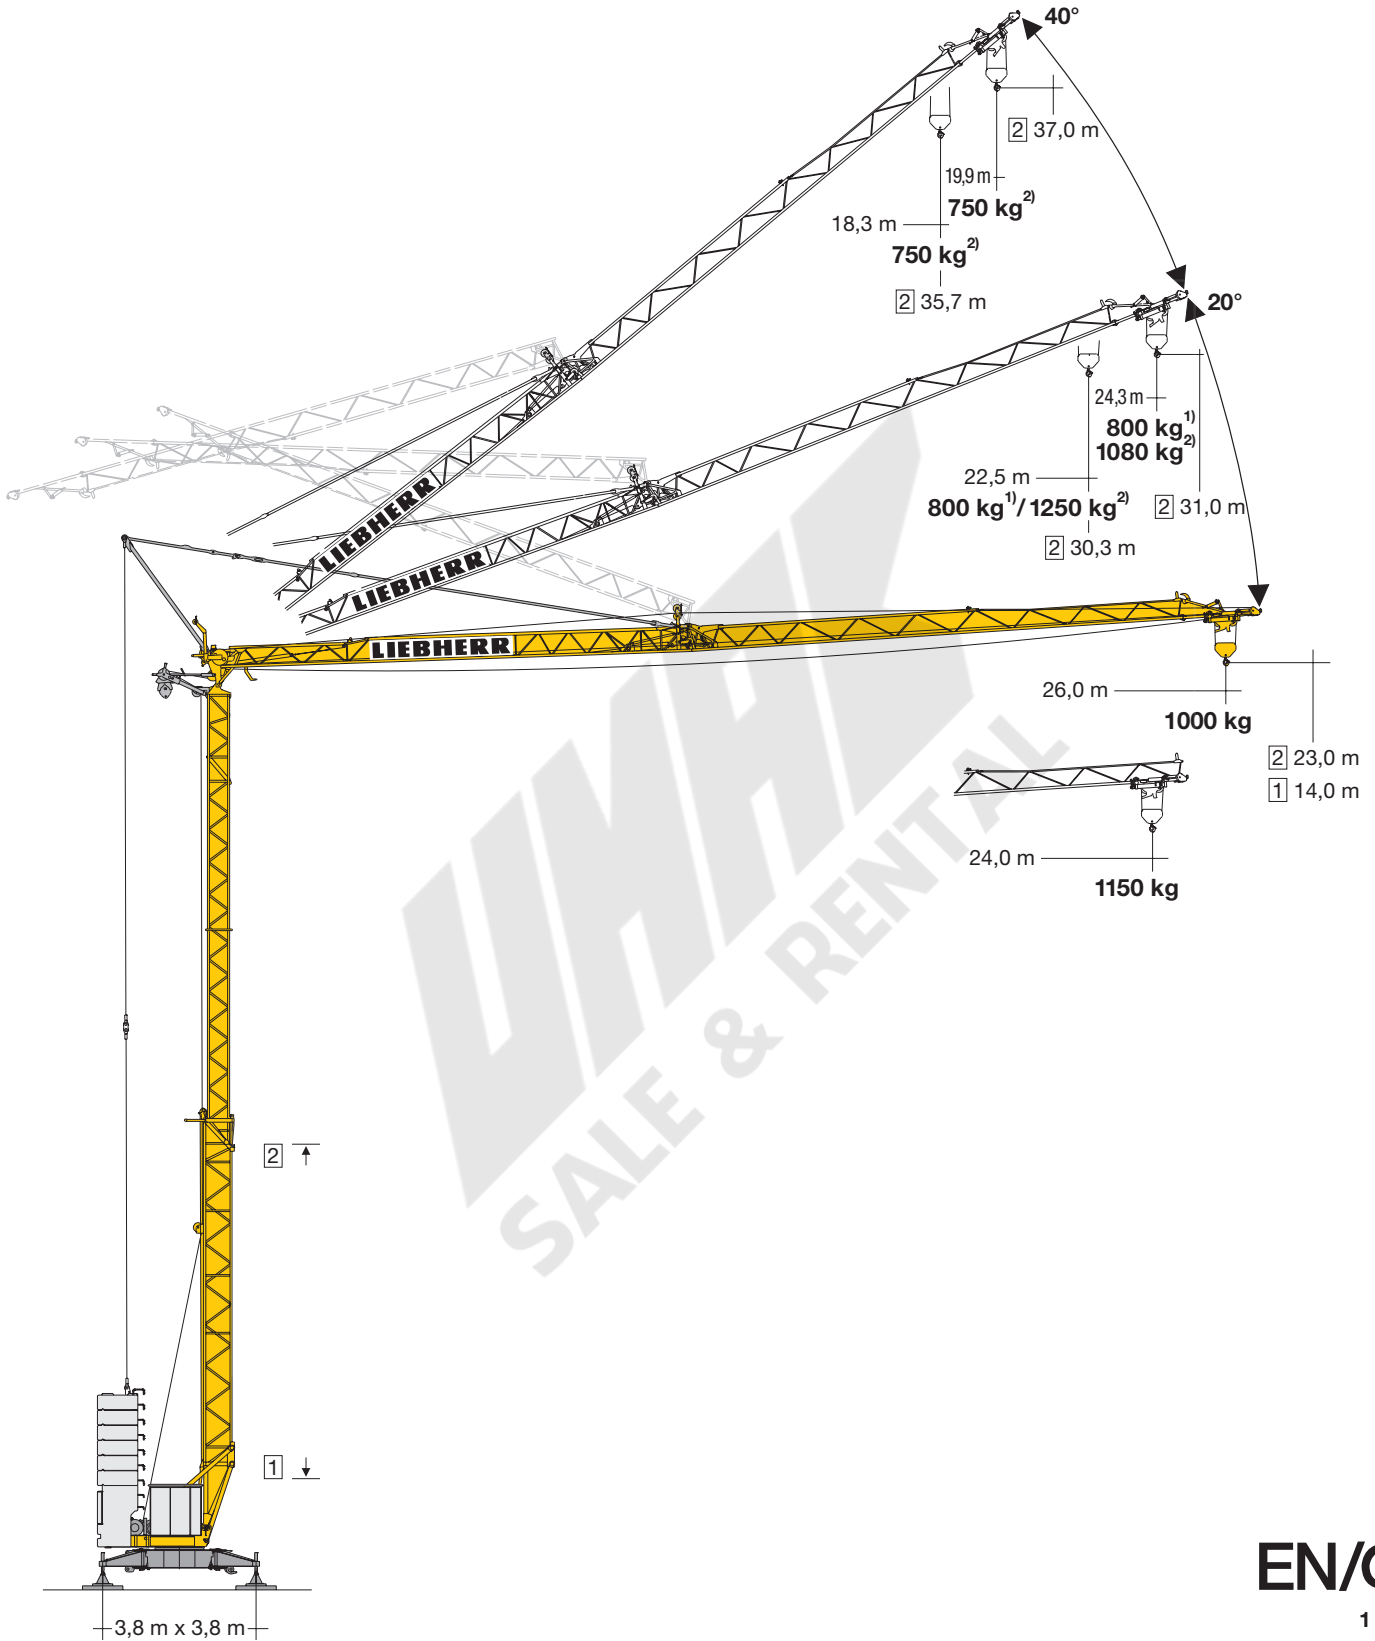 40°
2 37,0 m
19,9 m
750 kg²⁾
18,3 m
750 kg²⁾
2 35,7 m
20°
24,3 m
800 kg¹⁾
1080 kg²⁾
22,5 m
800 kg¹⁾/1250 kg²⁾
2 31,0 m
2 30,3 m
LIEBHERR
LIEBHERR
LIEBHERR
26,0 m
1000 kg
2 23,0 m
1 14,0 m
24,0 m
1150 kg
UMAC
SALE & RENTAL
2
1
3,8 m x 3,8 m
EN/
1